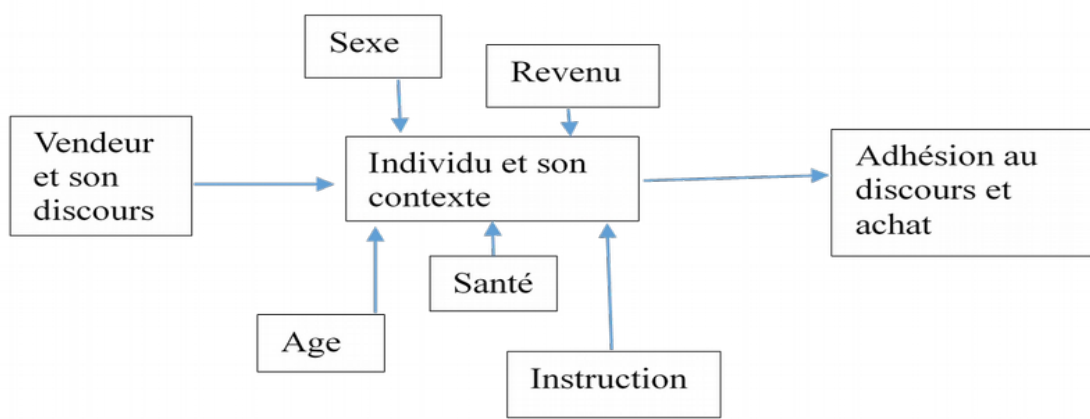 Sexe
Revenu
Vendeur
et son
discours
Individu et son
contexte
Adhésion au
discours et
achat
Santé
Age
Instruction